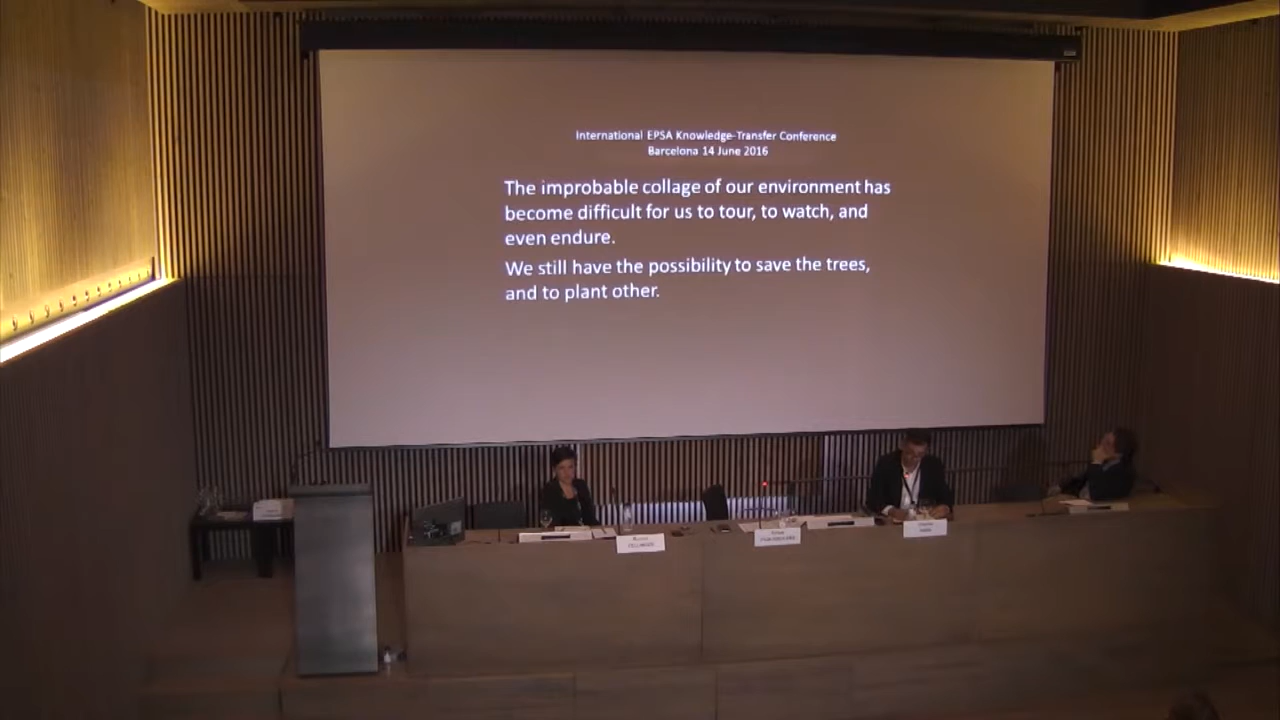 International EPSA Knowledge-Transfer Conference
Barcelona 14 June 2016
The improbable collage of our environment has
become difficult for us to tour, to watch, and
even endure.
We still have the possibility to save the trees,
and to plant other.